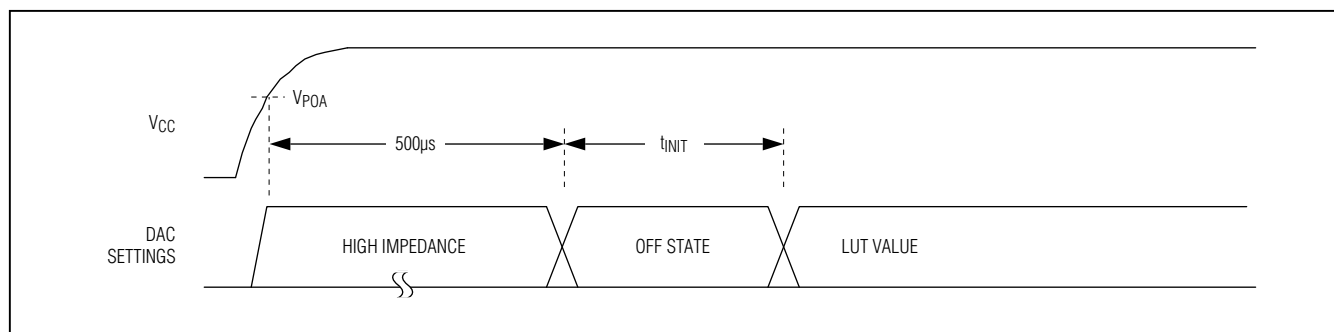 VPOA
VCC
500µs
tINIT
DAC
SETTINGS
HIGH IMPEDANCE
OFF STATE
LUT VALUE